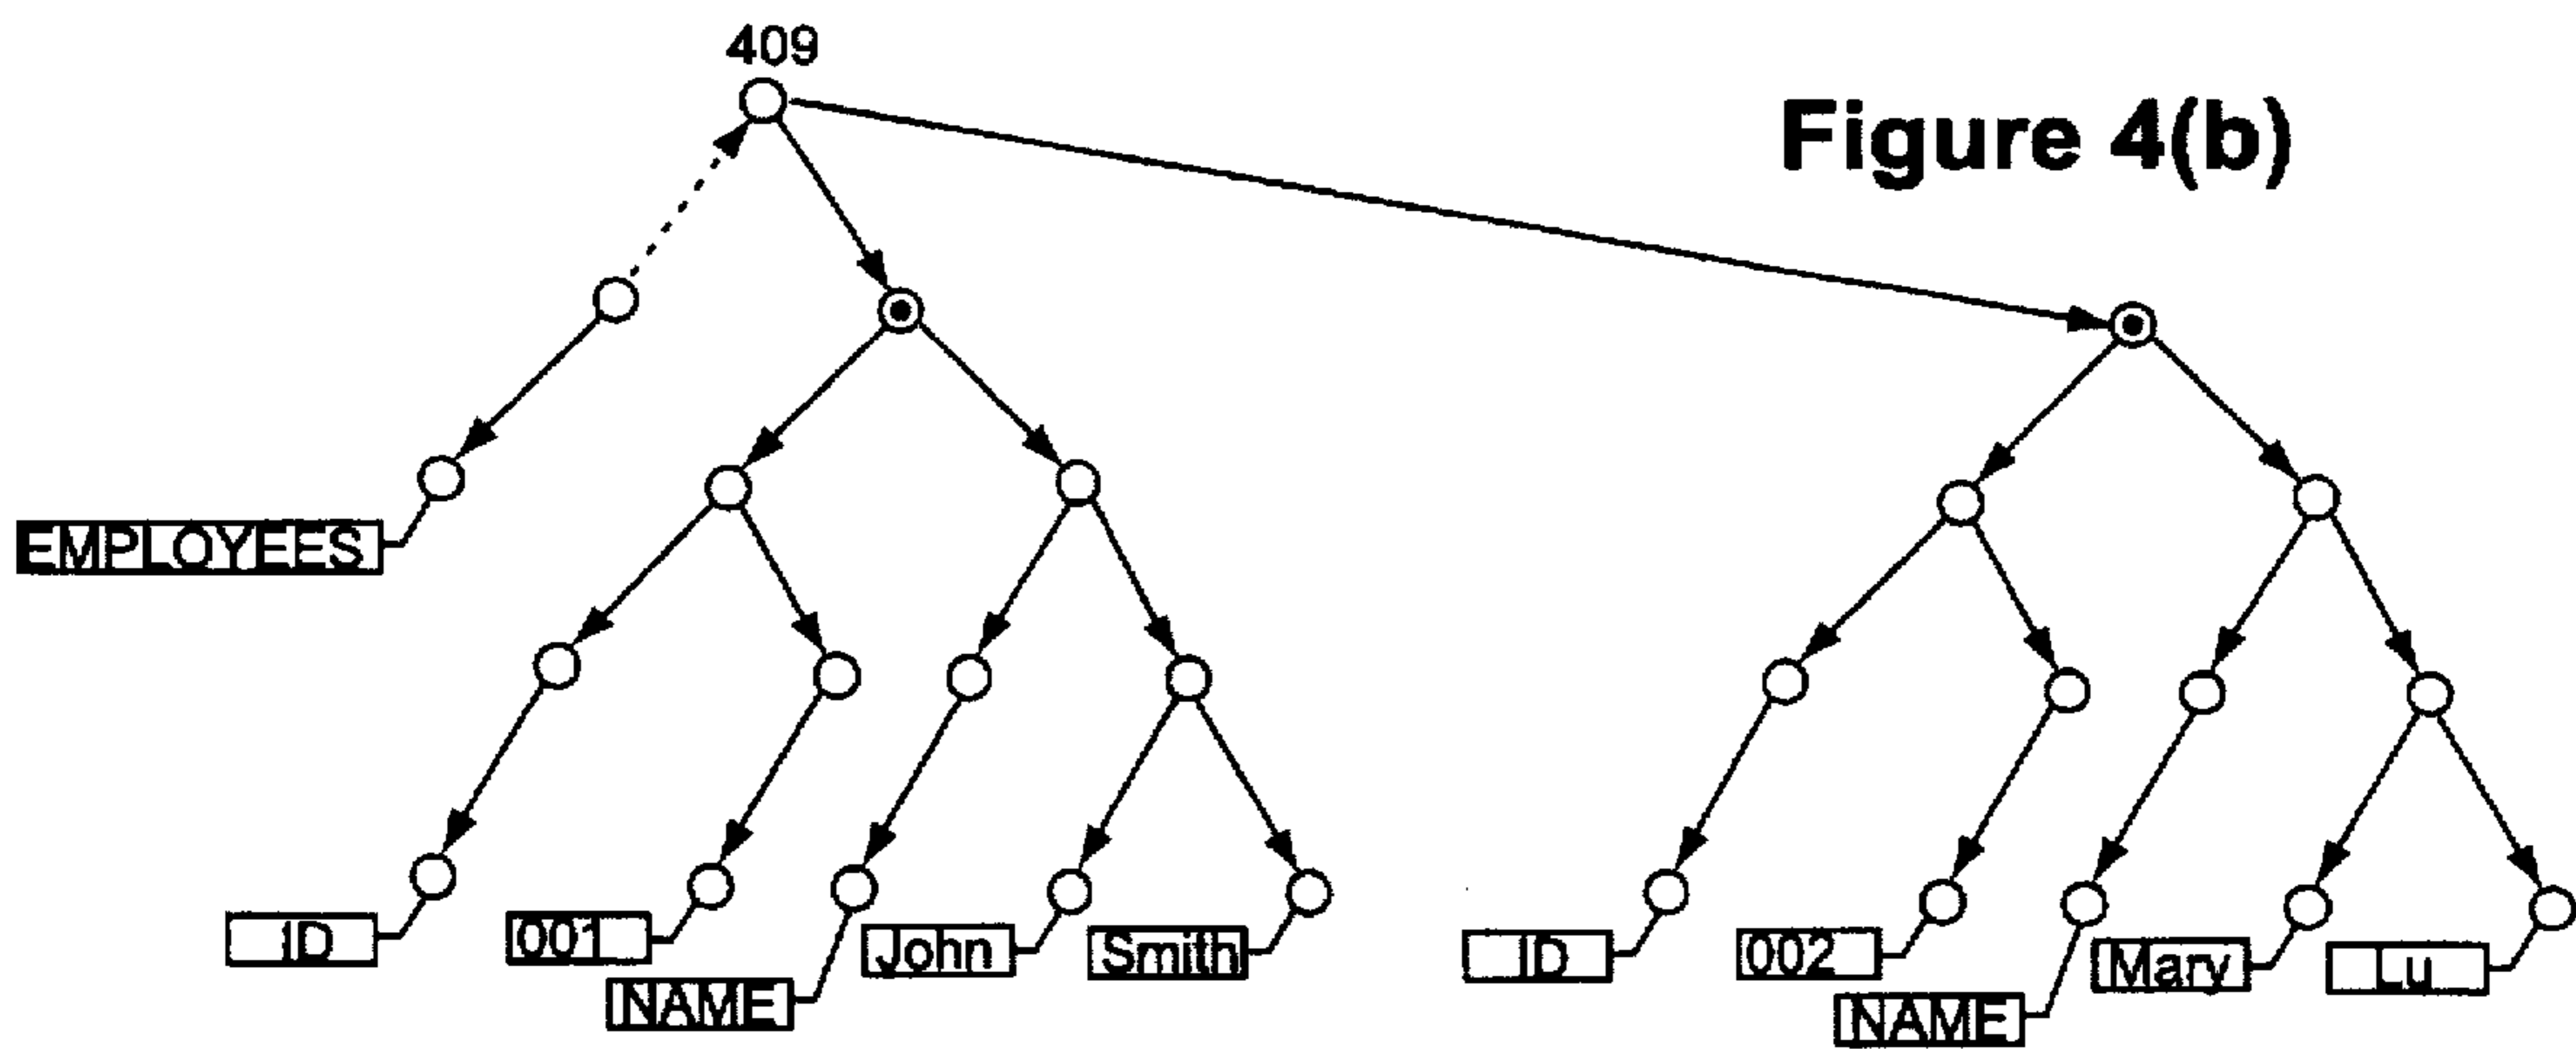 409
Figure 4(b)
EMPLOYEES
ID
001
NAME
John
Smith
ID
002
NAME
Mary
Lu